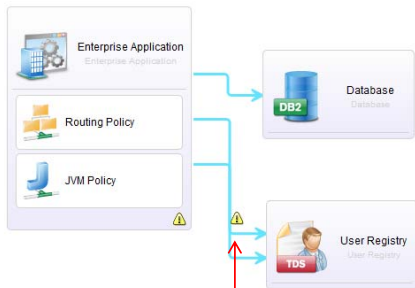 Enterprise Application
Enterprise Application
Routing Policy
JVM Policy
Database
Database
DB2
User Registry
User Registry
TDS